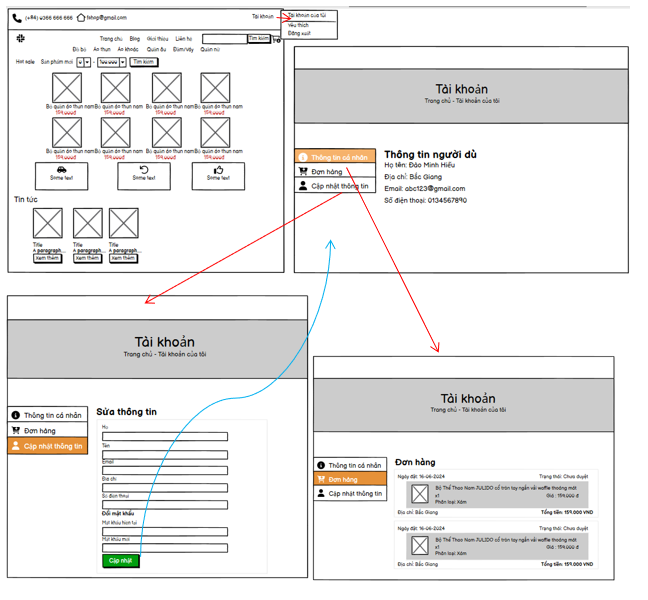 (+84) 0366 666 666
fshop@gmail.com
Tài khoản
Tài khoản của tôi
Yêu thích
Đăng xuất
Trang chủ Blog Giới thiệu Liên hệ
Tìm kiếm
Đồ bộ Áo thun Áo khoác Quần âu Đầm/váy Quần nữ
Hot sale Sản phẩm mới 0 - 100.000 Tìm kiếm
Bộ quần áo thun nam Bộ quần áo thun nam Bộ quần áo thun nam Bộ quần áo thun nam
159.000đ 159.000đ 159.000đ 159.000đ
Bộ quần áo thun nam Bộ quần áo thun nam Bộ quần áo thun nam Bộ quần áo thun nam
159.000đ 159.000đ 159.000đ 159.000đ
Some text Some text Some text
Tin tức
Title Title Title
A paragraph... A paragraph... A paragraph...
Xem thêm Xem thêm Xem thêm
Tài khoản
Trang chủ - Tài khoản của tôi
Thông tin cá nhân
Đơn hàng
Cập nhật thông tin
Thông tin người dù
Họ tên: Đào Minh Hiếu
Địa chỉ: Bắc Giang
Email: abc123@gmail.com
Số điện thoại: 0134567890
Tài khoản
Trang chủ - Tài khoản của tôi
Thông tin cá nhân
Đơn hàng
Cập nhật thông tin
Sửa thông tin
Họ
Tên
Email
Địa chỉ
Số điện thoại
Đổi mật khẩu
Mật khẩu hiện tại
Mật khẩu mới
Cập nhật
Tài khoản
Trang chủ - Tài khoản của tôi
Thông tin cá nhân
Đơn hàng
Cập nhật thông tin
Đơn hàng
Ngày đặt: 16-06-2024 Trạng thái: Chưa duyệt
Bộ Thể Thao Nam JULIDO cổ tròn tay ngắn vải waffle thoáng mát
x1 Giá : 159.000 đ
Phân loại: Xám
Địa chỉ: Bắc Giang Tổng tiền: 159.000 VND
Ngày đặt: 16-06-2024 Trạng thái: Chưa duyệt
Bộ Thể Thao Nam JULIDO cổ tròn tay ngắn vải waffle thoáng mát
x1 Giá : 159.000 đ
Phân loại: Xám
Địa chỉ: Bắc Giang Tổng tiền: 159.000 VND